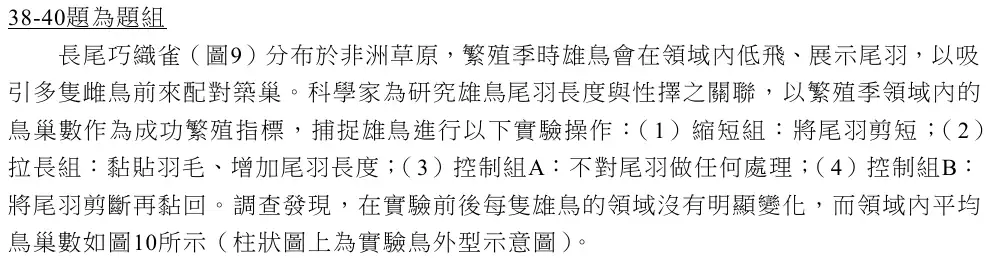 38-40題為題組
長尾巧織雀（圖9）分布於非洲草原，繁殖季時雄鳥會在領域內低飛、展示尾羽，以吸
引多隻雌鳥前來配對築巢。科學家為研究雄鳥尾羽長度與性擇之關聯，以繁殖季領域內的
鳥巢數作為成功繁殖指標，捕捉雄鳥進行以下實驗操作：（1）縮短組：將尾羽剪短；（2）
拉長組：黏貼羽毛、增加尾羽長度；（3）控制組A：不對尾羽做任何處理；（4）控制組B：
將尾羽剪斷再黏回。調查發現，在實驗前後每隻雄鳥的領域沒有明顯變化，而領域內平均
鳥巢數如圖10所示（柱狀圖上為實驗鳥外型示意圖）。